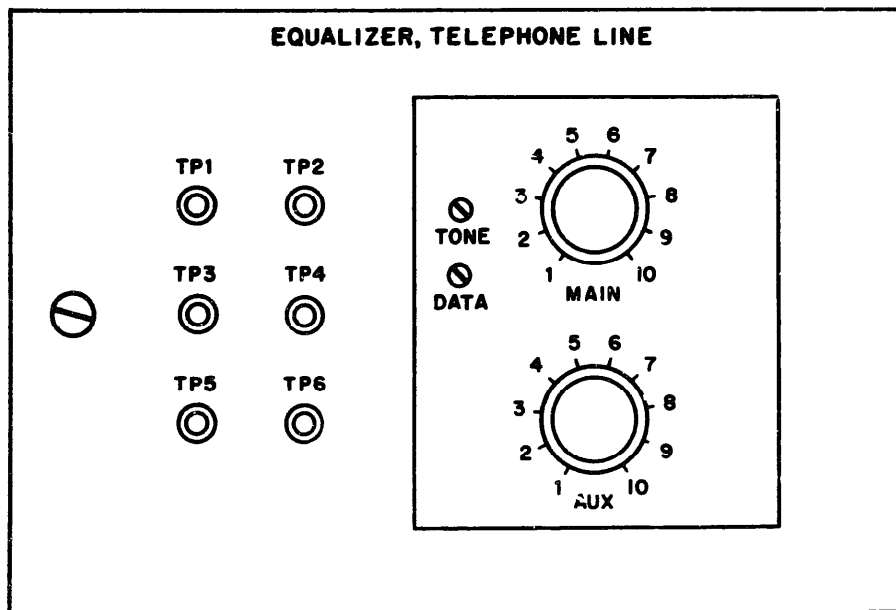 EQUALIZER, TELEPHONE LINE
TP1 TP2
TP3 TP4
TP5 TP6
TONE
DATA
1 2 3 4 5 6 7 8 9 10
MAIN
1 2 3 4 5 6 7 8 9 10
AUX